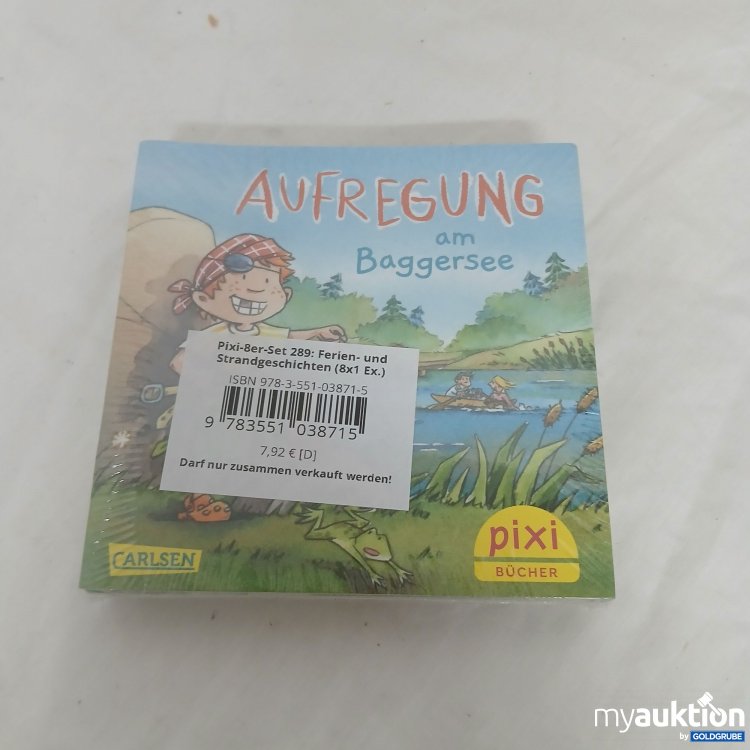 AUFREGUNG
am
Baggersee
Pixi-8er-Set 289: Ferien- und
Strandgeschichten (8x1 Ex.)
ISBN 978-3-551-03871-5
9 783551 038715
7,92 € [D]
Darf nur zusammen verkauft werden!
CARLSEN
pixi
BÜCHER
myauktion
by GOLDGRUBE